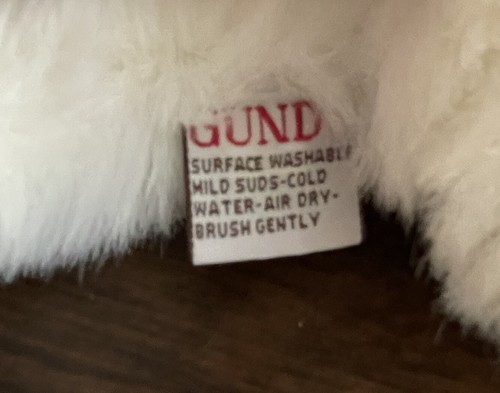 GUND
SURFACE WASHABLE
MILD SUDS-COLD
WATER-AIR DRY-
BRUSH GENTLY